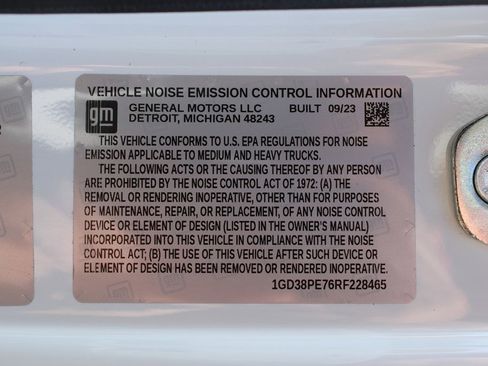 VEHICLE NOISE EMISSION CONTROL INFORMATION
gm GENERAL MOTORS LLC BUILT 09/23
DETROIT, MICHIGAN 48243
THIS VEHICLE CONFORMS TO U.S. EPA REGULATIONS FOR NOISE
EMISSION APPLICABLE TO MEDIUM AND HEAVY TRUCKS.
THE FOLLOWING ACTS OR THE CAUSING THEREOF BY ANY PERSON
ARE PROHIBITED BY THE NOISE CONTROL ACT OF 1972: (A) THE
REMOVAL OR RENDERING INOPERATIVE, OTHER THAN FOR PURPOSES
OF MAINTENANCE, REPAIR, OR REPLACEMENT, OF ANY NOISE CONTROL
DEVICE OR ELEMENT OF DESIGN (LISTED IN THE OWNER'S MANUAL)
INCORPORATED INTO THIS VEHICLE IN COMPLIANCE WITH THE NOISE
CONTROL ACT; (B) THE USE OF THIS VEHICLE AFTER SUCH DEVICE OR
ELEMENT OF DESIGN HAS BEEN REMOVED OR RENDERED INOPERATIVE.
1GD38PE76RF228465